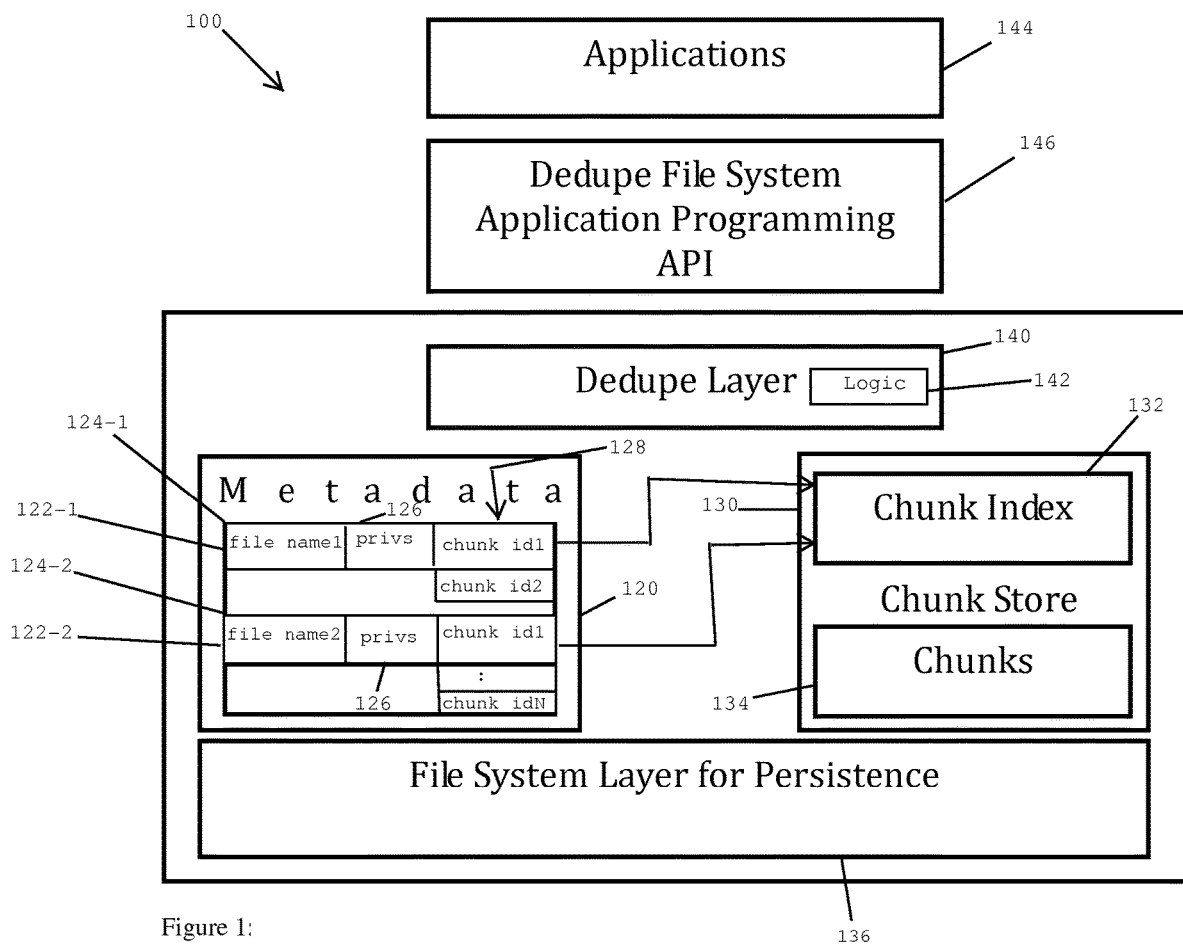 100
Applications
144
Dedupe File System
Application Programming
API
146
140
Dedupe Layer
Logic
142
124-1
128
132
M e t a d a t a
122-1
126
130
Chunk Index
file name1 privs chunk id1
124-2
chunk id2
120
Chunk Store
122-2
file name2 privs chunk id1
Chunks
:
126
chunk idN
134
File System Layer for Persistence
Figure 1:
136